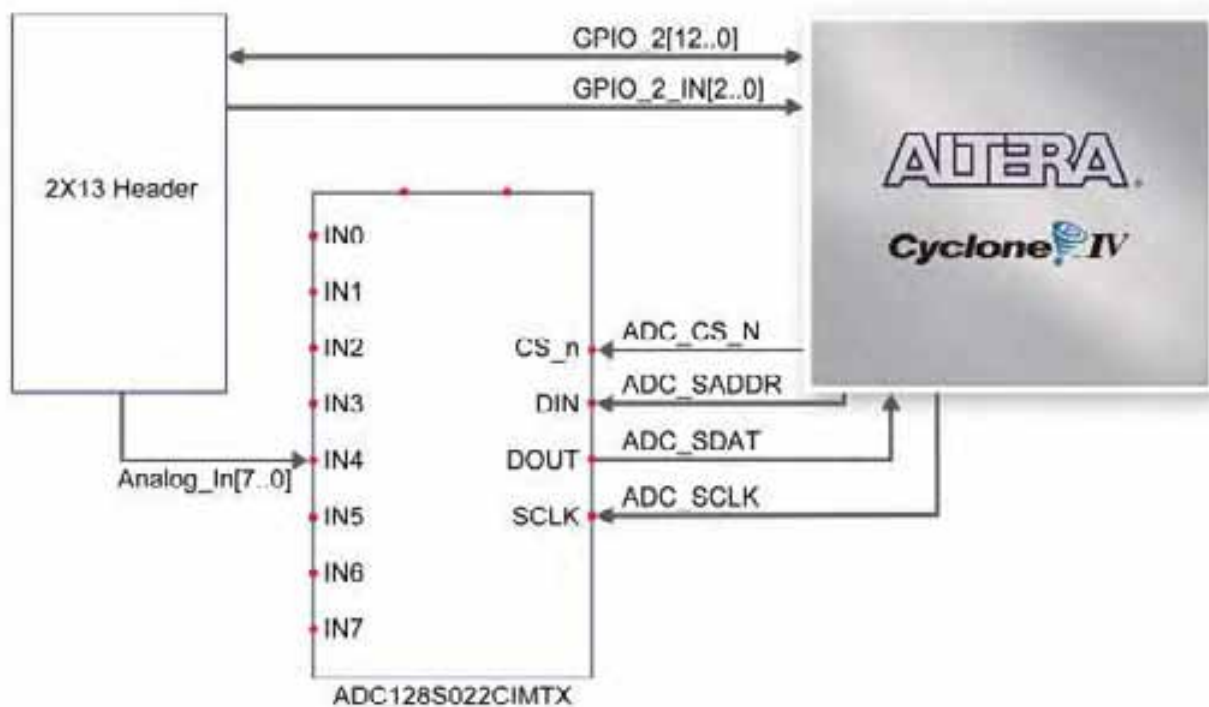 GPIO_2[12..0]
GPIO_2_IN[2..0]
2X13 Header
ALTERA.
Cyclone IV
IN0
IN1
IN2
IN3
IN4
IN5
IN6
IN7
Analog_In[7..0]
CS_n
DIN
DOUT
SCLK
ADC_CS_N
ADC_SADDR
ADC_SDAT
ADC_SCLK
ADC128S022CIMTX